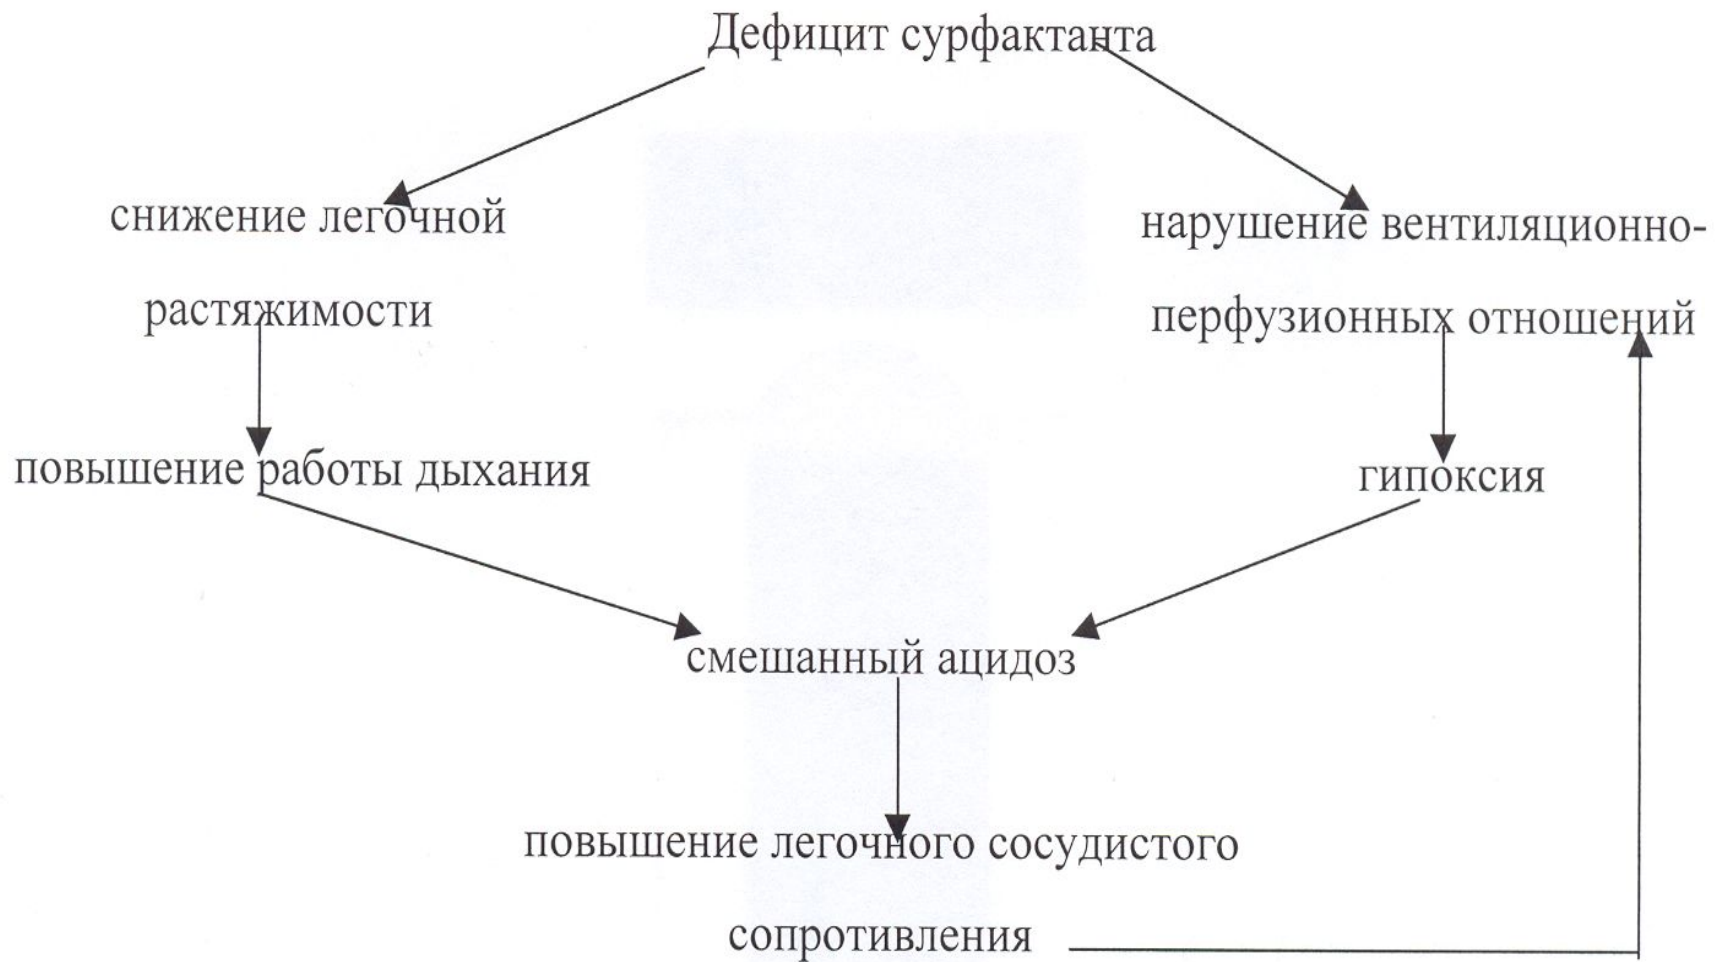 Дефицит сурфактанта
снижение легочной
растяжимости
нарушение вентиляционно-
перфузионных отношений
повышение работы дыхания
гипоксия
смешанный ацидоз
повышение легочного сосудистого
сопротивления